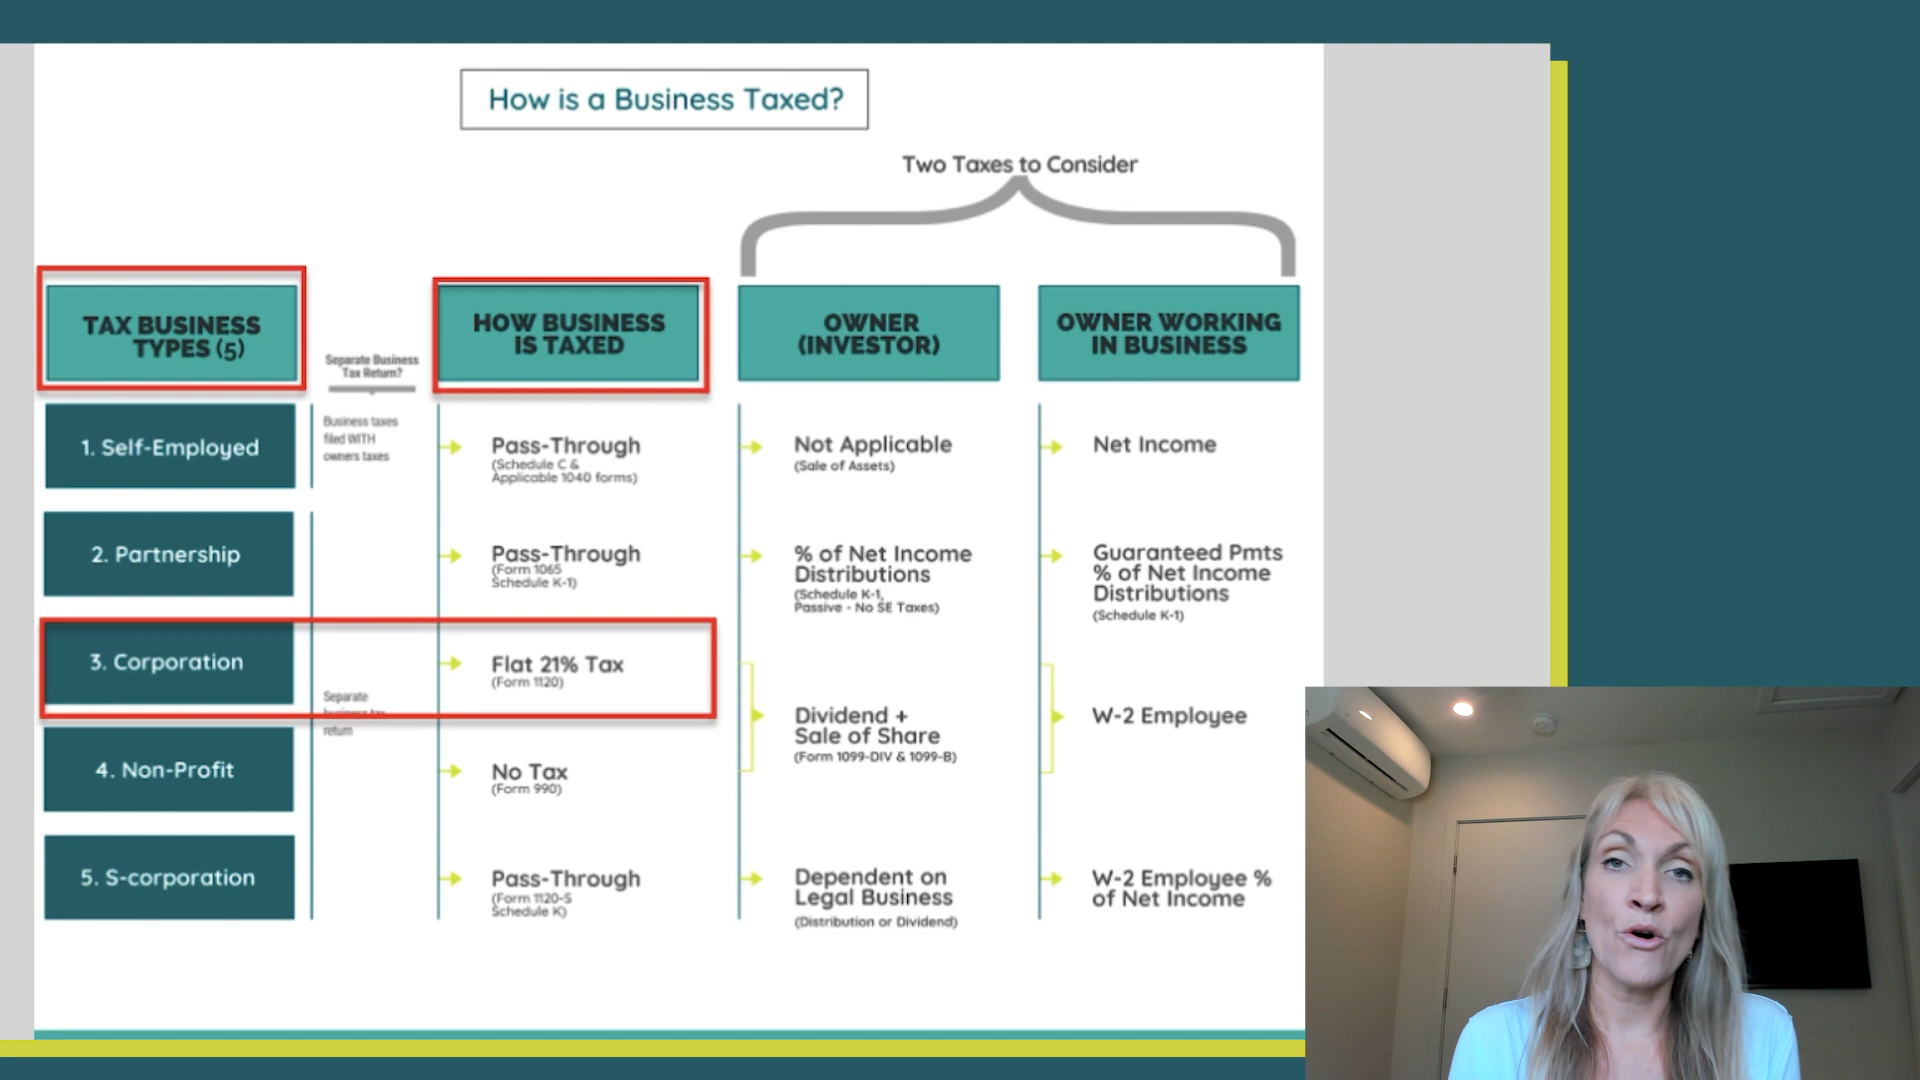 How is a Business Taxed?
Two Taxes to Consider
TAX BUSINESS
TYPES (5)
Separate Business
Tax Return?
HOW BUSINESS
IS TAXED
OWNER
(INVESTOR)
OWNER WORKING
IN BUSINESS
1. Self-Employed
Business taxes
filed WITH
owners taxes
Pass-Through
(Schedule C &
Applicable 1040 forms)
Not Applicable
(Sale of Assets)
Net Income
2. Partnership
Pass-Through
(Form 1065
Schedule K-1)
% of Net Income
Distributions
(Schedule K-1,
Passive - No SE Taxes)
Guaranteed Pmts
% of Net Income
Distributions
(Schedule K-1)
3. Corporation
Separate
business tax
return
Flat 21% Tax
(Form 1120)
Dividend +
Sale of Share
(Form 1099-DIV & 1099-B)
W-2 Employee
4. Non-Profit
No Tax
(Form 990)
5. S-corporation
Pass-Through
(Form 1120-S
Schedule K)
Dependent on
Legal Business
(Distribution or Dividend)
W-2 Employee %
of Net Income